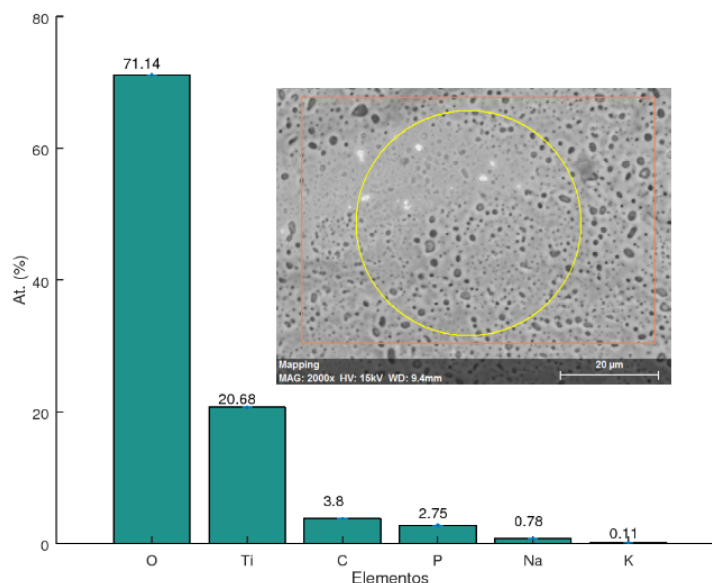 80
60
40
20
0
At. (%)
71.14
20.68
3.8
2.75
0.78
0.11
O Ti C P Na K
Elementos
Mapping
MAG: 2000x HV: 15kV WD: 9.4mm
20 µm